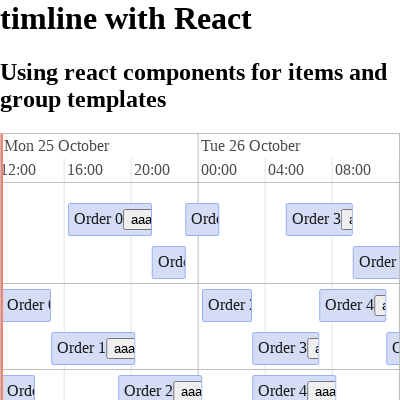 timline with React
Using react components for items and
group templates
Mon 25 October Tue 26 October
12:00 16:00 20:00 00:00 04:00 08:00
Order 0 aaa Order 3 a
Order
Order
Order 1 aaa Order 3 a
Order 4 a
Order 2 aaa Order 4 aaa